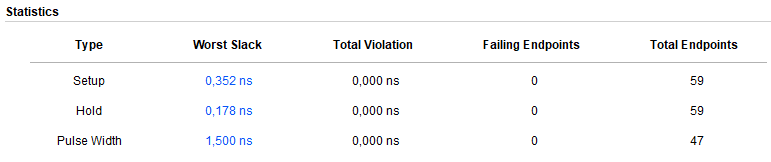 Statistics
Type Worst Slack Total Violation Failing Endpoints Total Endpoints
Setup 0,352 ns 0,000 ns 0 59
Hold 0,178 ns 0,000 ns 0 59
Pulse Width 1,500 ns 0,000 ns 0 47